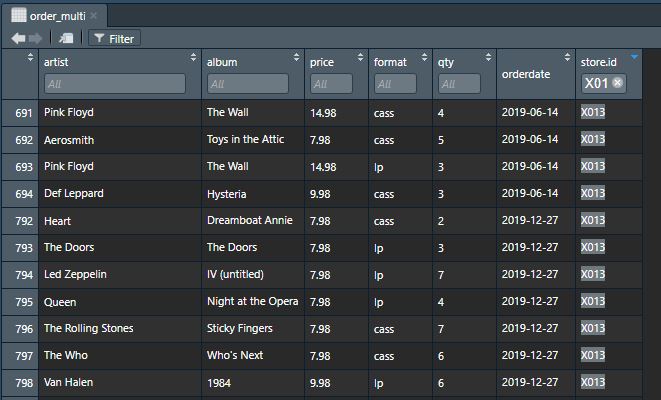 order_multi
Filter
artist album price format qty orderdate store.id
All All All All All X01
691 Pink Floyd The Wall 14.98 cass 4 2019-06-14 X013
692 Aerosmith Toys in the Attic 7.98 cass 5 2019-06-14 X013
693 Pink Floyd The Wall 14.98 lp 3 2019-06-14 X013
694 Def Leppard Hysteria 9.98 cass 3 2019-06-14 X013
792 Heart Dreamboat Annie 7.98 cass 2 2019-12-27 X013
793 The Doors The Doors 7.98 lp 3 2019-12-27 X013
794 Led Zeppelin IV (untitled) 7.98 lp 7 2019-12-27 X013
795 Queen Night at the Opera 7.98 lp 4 2019-12-27 X013
796 The Rolling Stones Sticky Fingers 7.98 cass 7 2019-12-27 X013
797 The Who Who's Next 7.98 cass 6 2019-12-27 X013
798 Van Halen 1984 9.98 lp 6 2019-12-27 X013